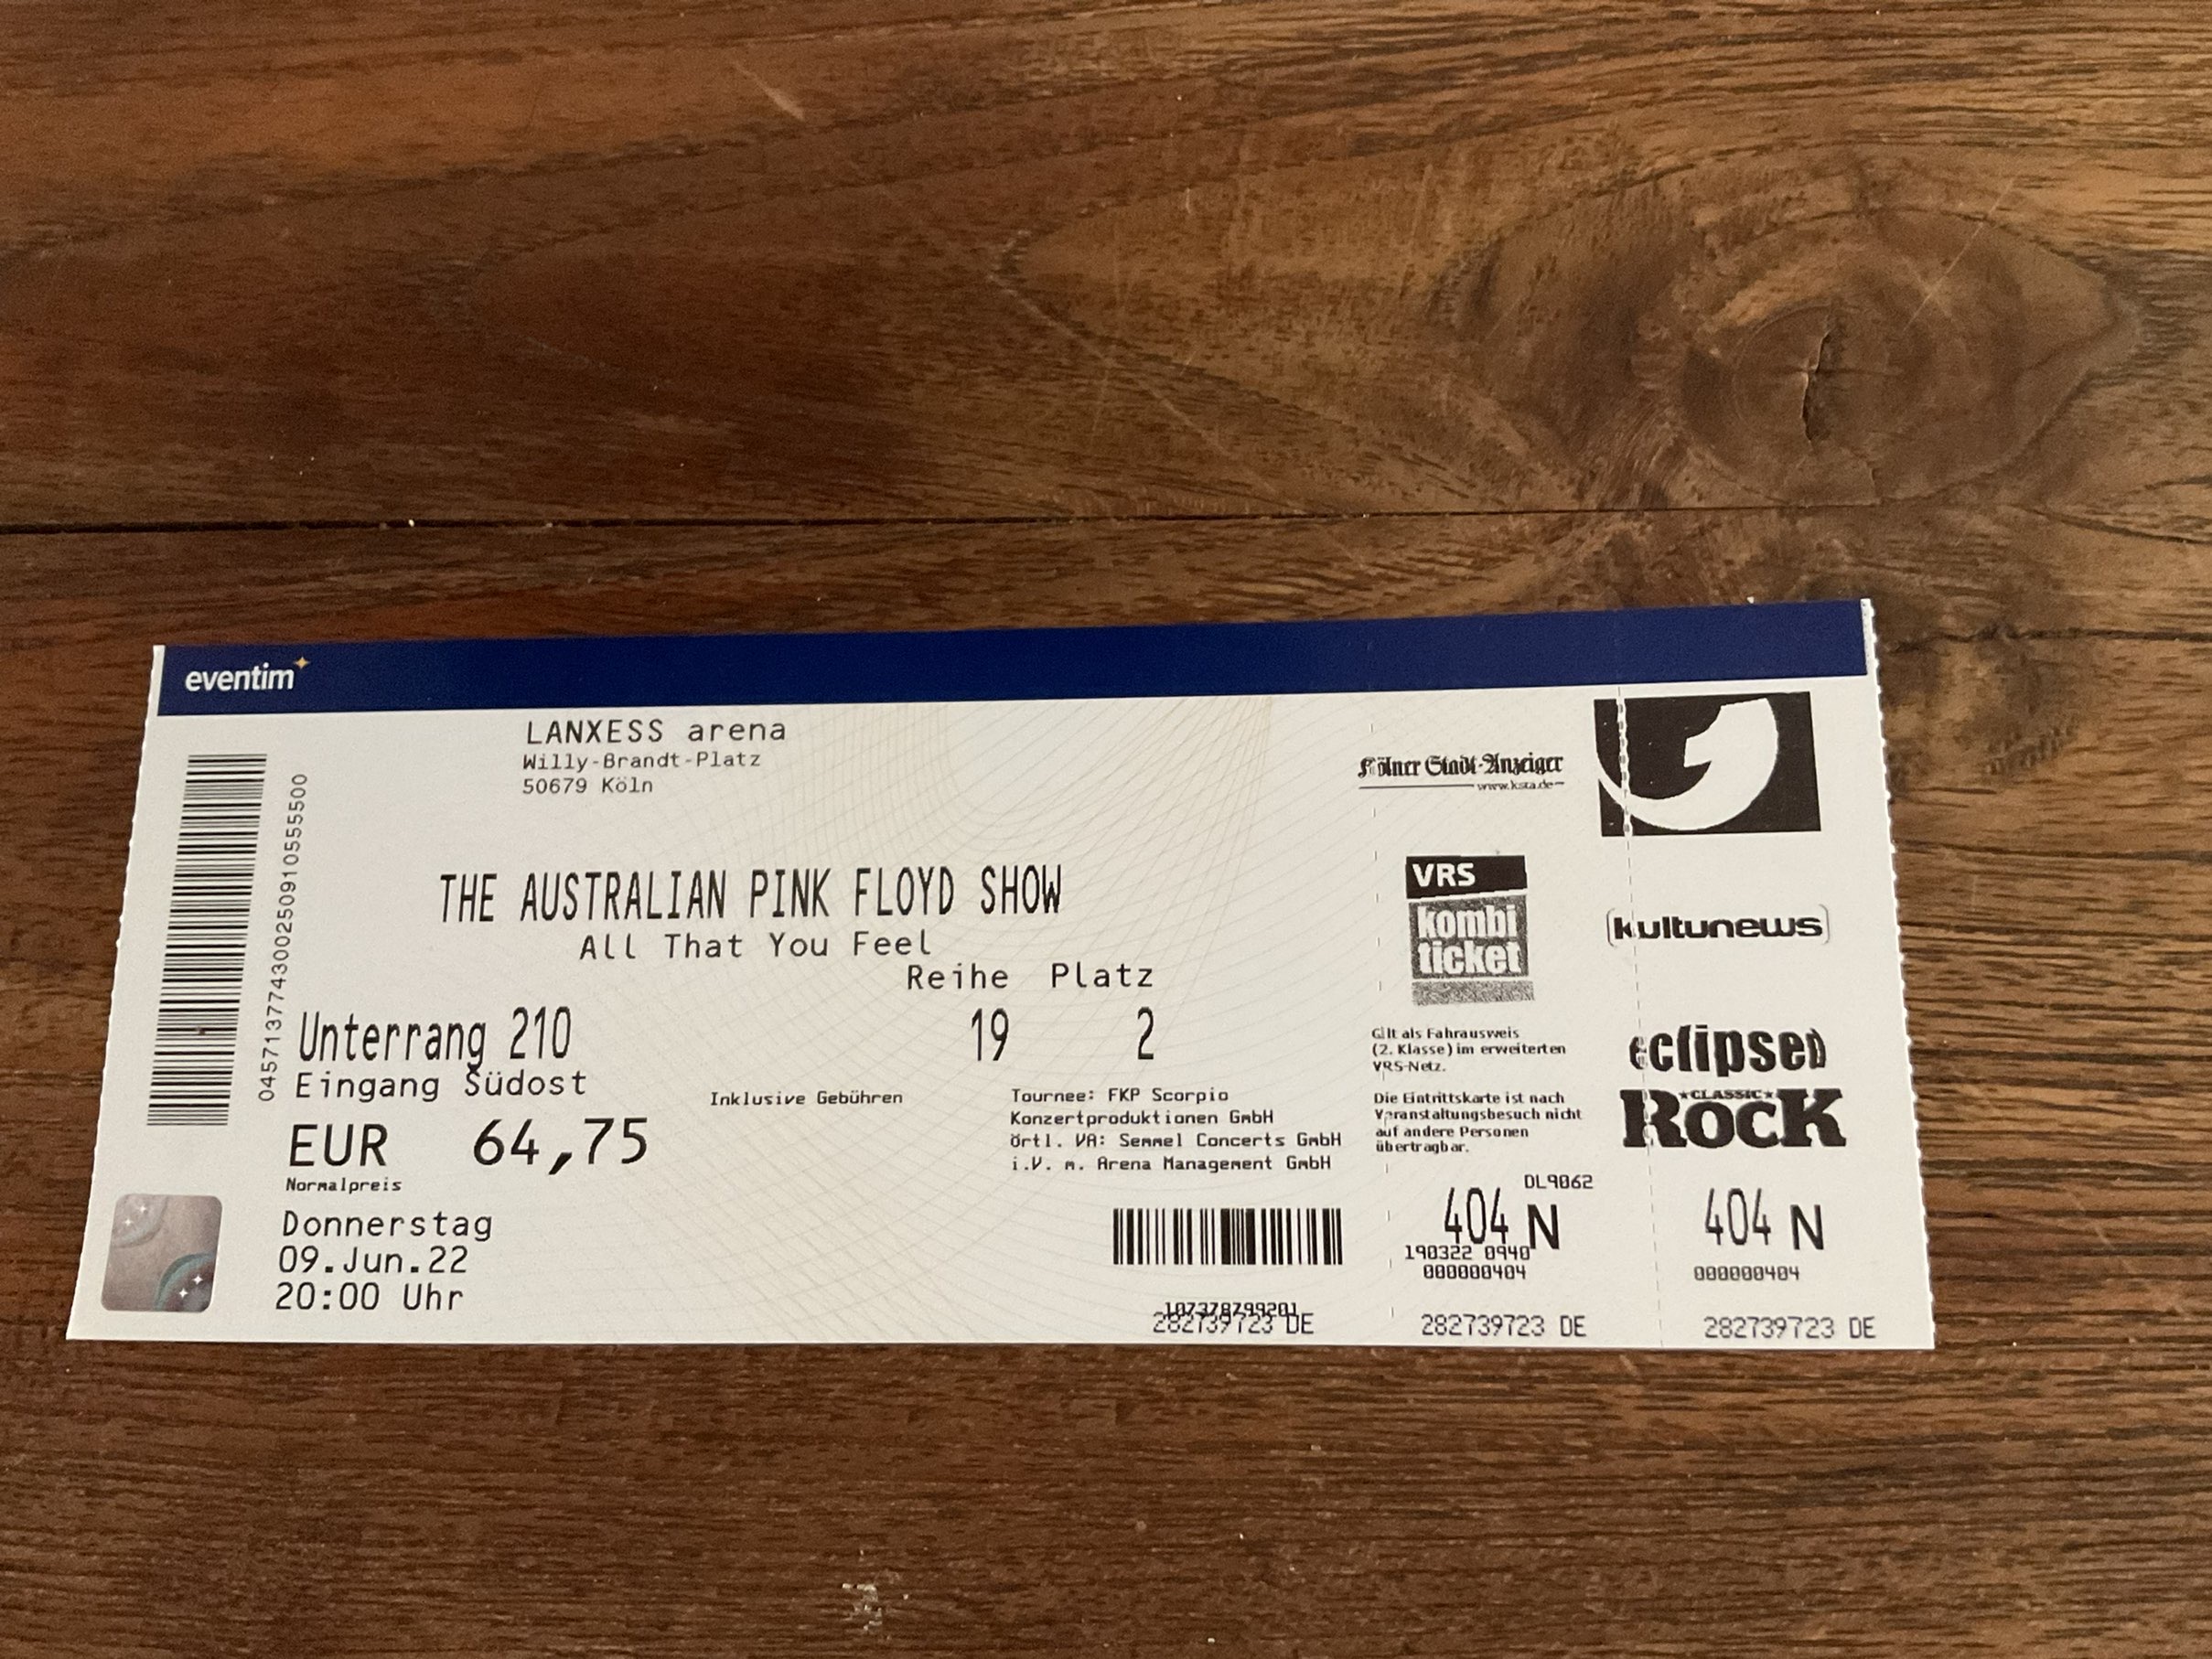 eventim
LANXESS arena
Willy-Brandt-Platz
50679 Köln
THE AUSTRALIAN PINK FLOYD SHOW
All That You Feel
Reihe Platz
Unterrang 210 19 2
Eingang Südost
Inklusive Gebühren
EUR 64,75
Normalpreis
Donnerstag
09.Jun.22
20:00 Uhr
Tournee: FKP Scorpio
Konzertproduktionen GmbH
Örtl. VA: Semmel Concerts GmbH
i.V. m. Arena Management GmbH
107378799201
282739723 DE
Kölner Stadt-Anzeiger
www.ksta.de
VRS
kombi
ticket
Gilt als Fahrausweis
(2. Klasse) im erweiterten
VRS-Netz.
Die Eintrittskarte ist nach
Veranstaltungsbesuch nicht
auf andere Personen
übertragbar.
DL9062
404 N
190322 0940
000000404
282739723 DE
kulturnews
eclipsed
CLASSIC
ROCK
404 N
000000404
282739723 DE